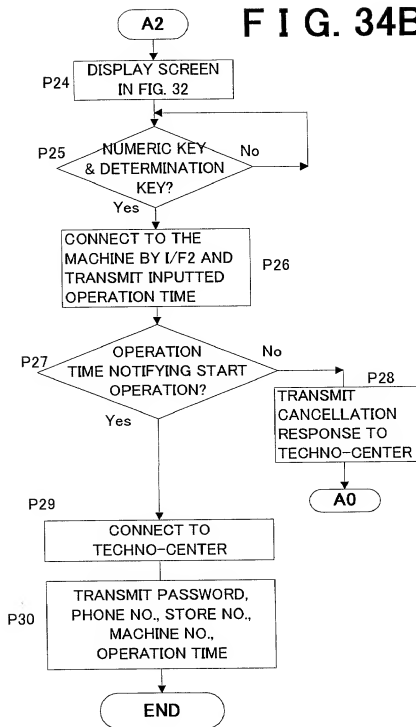 A2
F I G. 34B
P24
DISPLAY SCREEN
IN FIG. 32
P25
NUMERIC KEY
& DETERMINATION
KEY?
No
Yes
CONNECT TO THE
MACHINE BY I/F2 AND
TRANSMIT INPUTTED
OPERATION TIME
P26
P27
OPERATION
TIME NOTIFYING START
OPERATION?
No
Yes
P28
TRANSMIT
CANCELLATION
RESPONSE TO
TECHNO-CENTER
A0
P29
CONNECT TO
TECHNO-CENTER
P30
TRANSMIT PASSWORD,
PHONE NO., STORE NO.,
MACHINE NO.,
OPERATION TIME
END